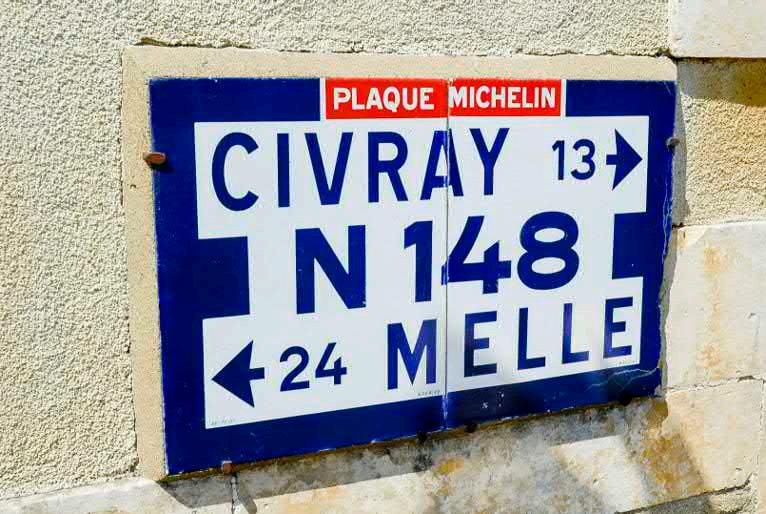 PLAQUE MICHELIN
CIVRAY 13 →
N 148
← 24 MELLE